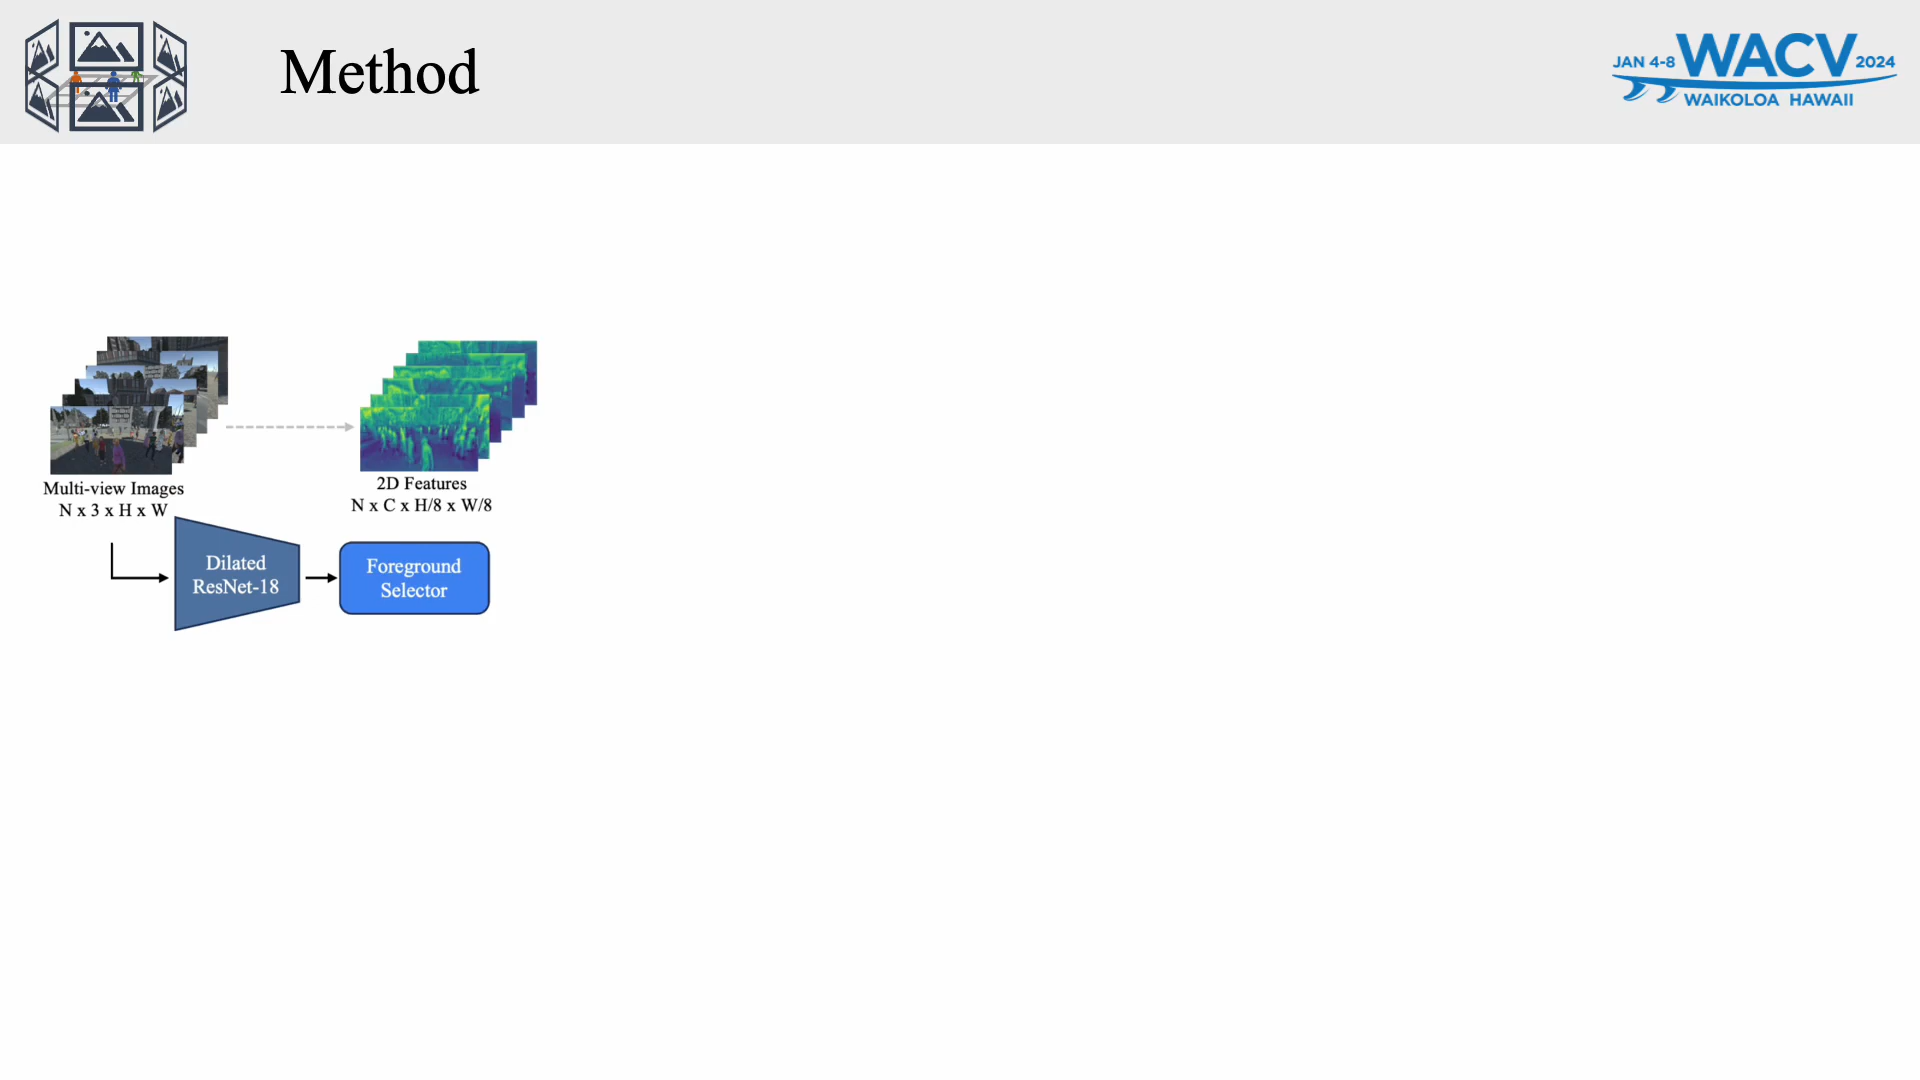 Method
JAN 4-8 WACV 2024
WAIKOLOA HAWAII
Multi-view Images
N x 3 x H x W
2D Features
N x C x H/8 x W/8
Dilated
ResNet-18
Foreground
Selector